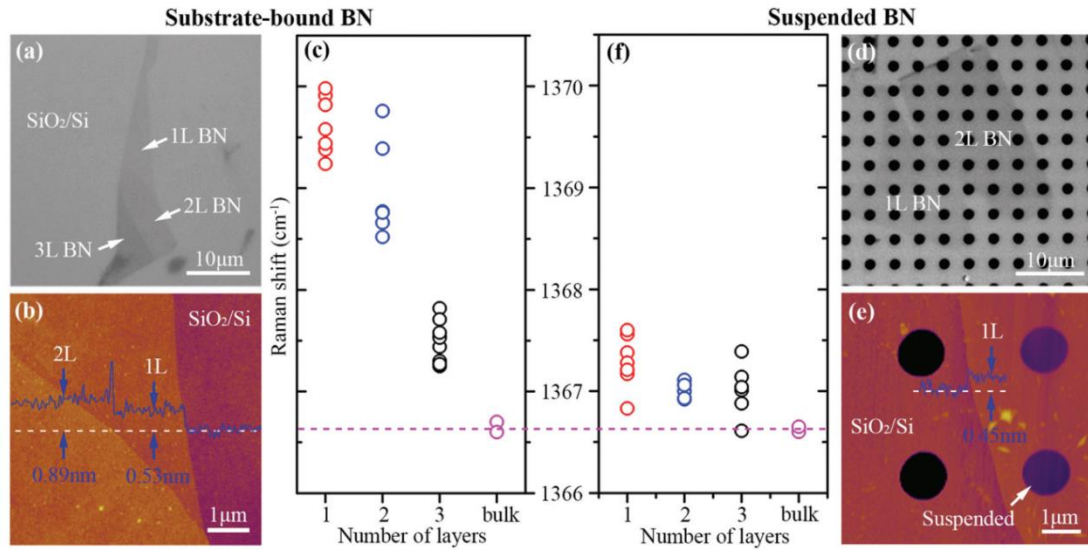 Substrate-bound BN
Suspended BN
(a)
SiO₂/Si
1L BN
2L BN
3L BN
10μm
(b)
SiO₂/Si
2L
1L
0.89nm
0.53nm
1μm
(c)
Raman shift (cm⁻¹)
1 2 3 bulk
Number of layers
1370
1369
1368
1367
1366
(f)
1 2 3 bulk
Number of layers
(d)
2L BN
1L BN
10μm
(e)
1L
SiO₂/Si
0.45nm
Suspended
1μm